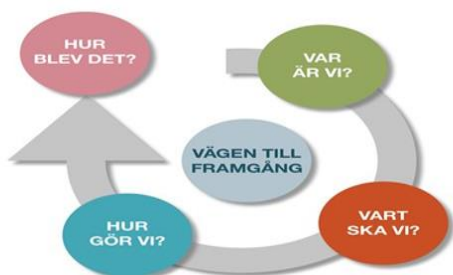 VAR
ÄR VI?
VART
SKA VI?
HUR
GÖR VI?
HUR
BLEV DET?
VÄGEN TILL
FRAMGÅNG